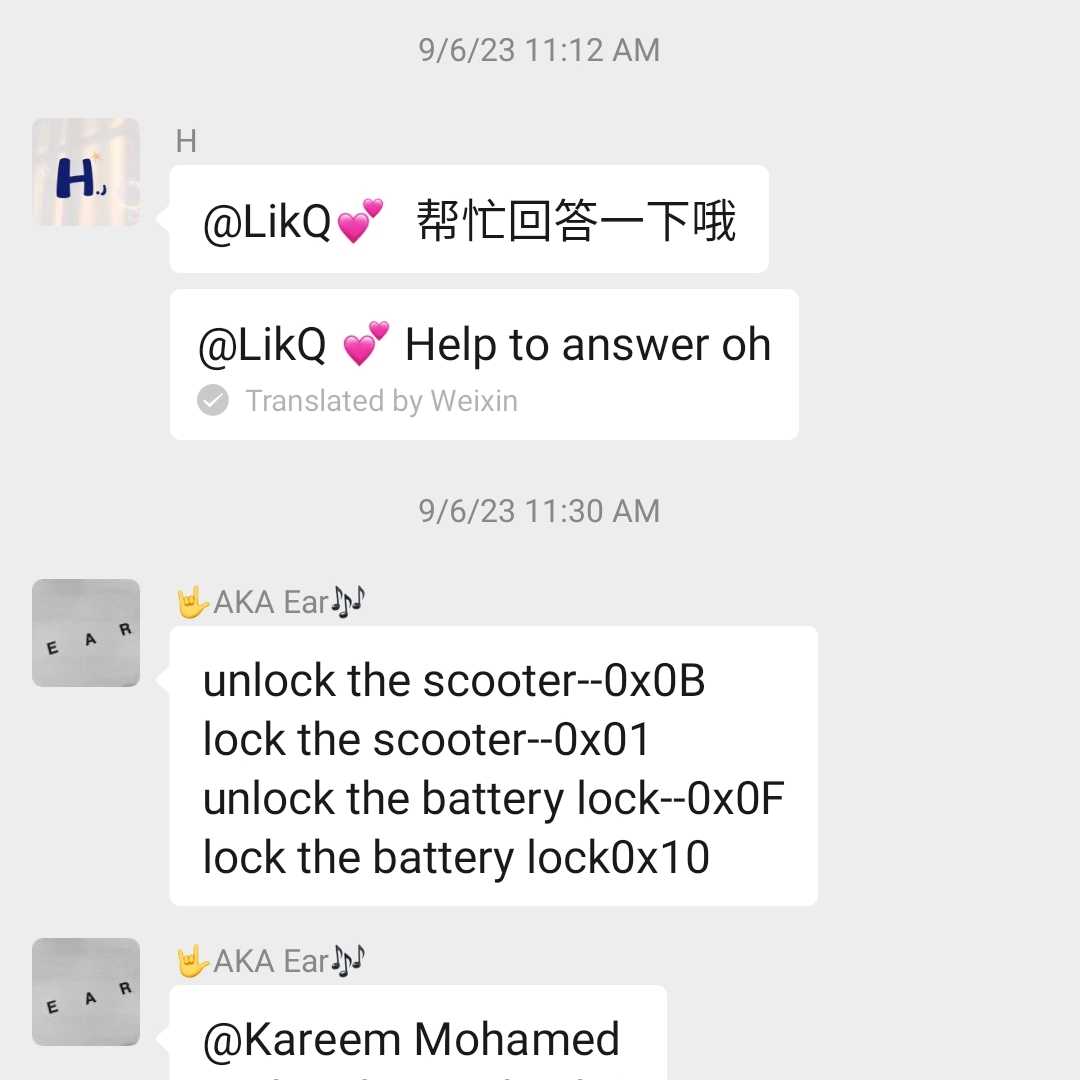 9/6/23 11:12 AM
H
H.
@LikQ💕 帮忙回答一下哦
@LikQ 💕 Help to answer oh
Translated by Weixin
9/6/23 11:30 AM
🤟AKA Ear🎶
E A R
unlock the scooter--0x0B
lock the scooter--0x01
unlock the battery lock--0x0F
lock the battery lock0x10
🤟AKA Ear🎶
E A R
@Kareem Mohamed